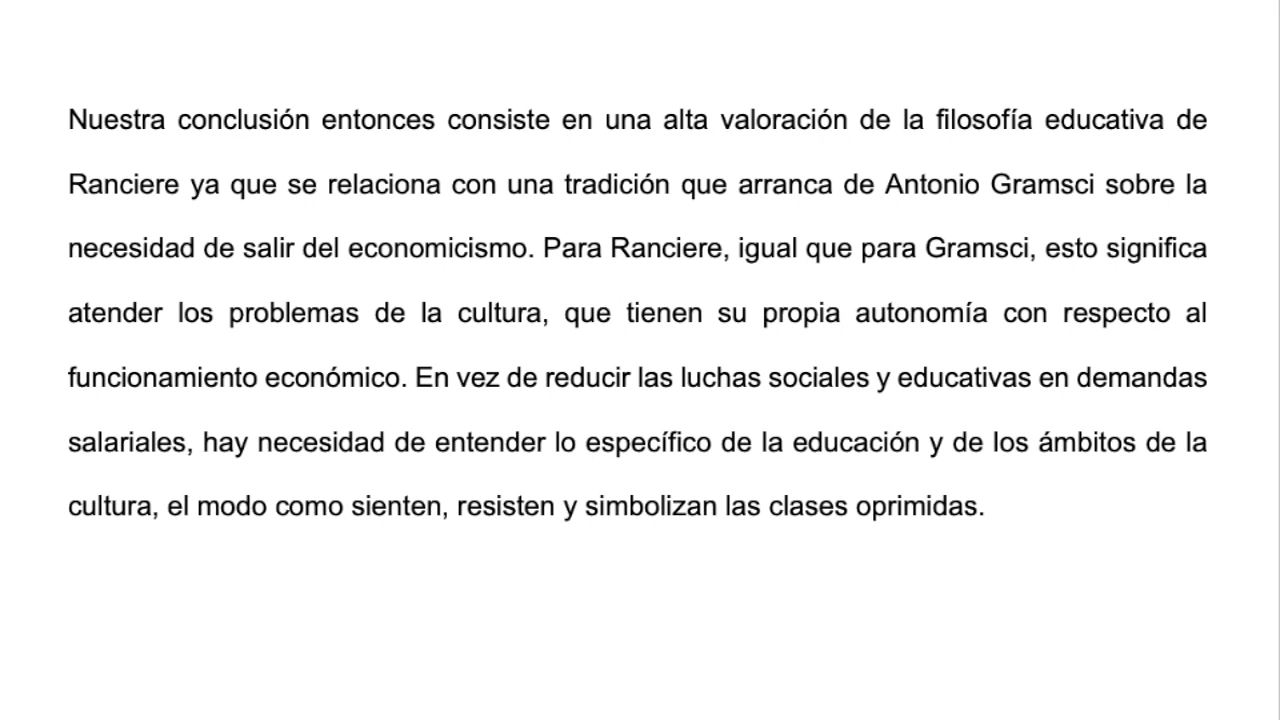 Nuestra conclusión entonces consiste en una alta valoración de la filosofía educativa de
Ranciere ya que se relaciona con una tradición que arranca de Antonio Gramsci sobre la
necesidad de salir del economicismo. Para Ranciere, igual que para Gramsci, esto significa
atender los problemas de la cultura, que tienen su propia autonomía con respecto al
funcionamiento económico. En vez de reducir las luchas sociales y educativas en demandas
salariales, hay necesidad de entender lo específico de la educación y de los ámbitos de la
cultura, el modo como sienten, resisten y simbolizan las clases oprimidas.